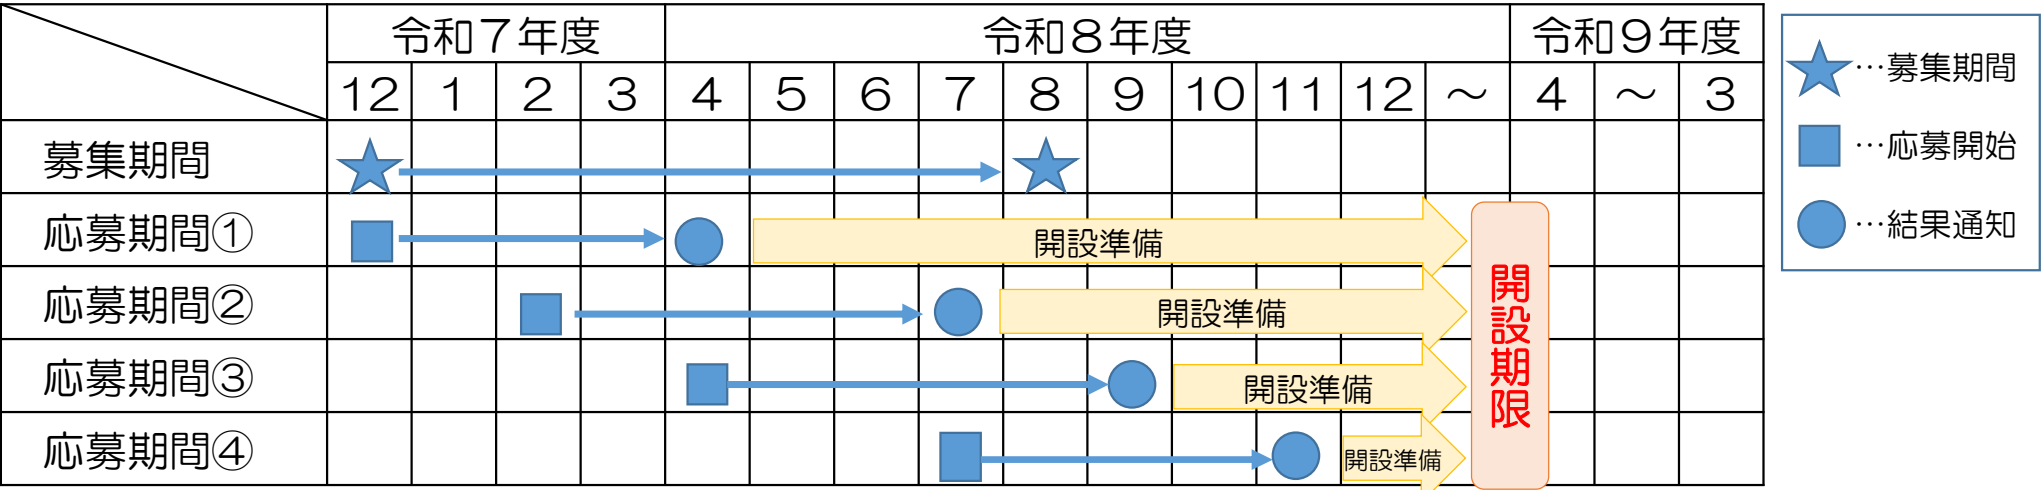 令和７年度 令和８年度 令和９年度
12 1 2 3 4 5 6 7 8 9 10 11 12 ～ 4 ～ 3
募集期間
応募期間① 開設準備
応募期間② 開設準備
応募期間③ 開設準備
応募期間④ 開設準備
開設期限
…募集期間
…応募開始
…結果通知